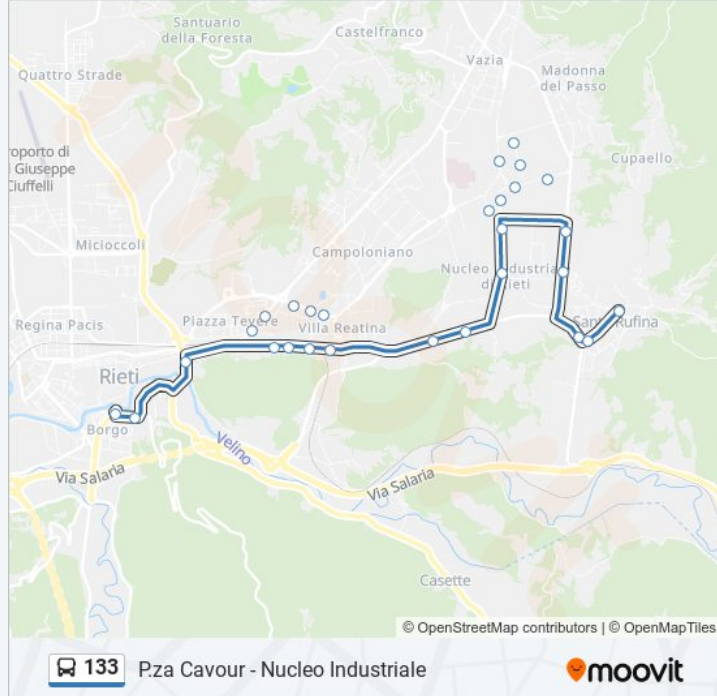 Santuario
della Foresta
Castelfranco
Vazia
Quattro Strade
Madonna
del Passo
roporto di
Giuseppe
Ciuffelli
Cupaello
Micioccoli
Campoloniano
Nucleo Industria
di Rieti
Regina Pacis
Piazza Tevere
Villa Reatina
Santa Rufina
Rieti
Borgo
Velino
Via Salaria
Via Salaria
Casette
© OpenStreetMap contributors | © OpenMapTiles
133 P.za Cavour - Nucleo Industriale
moovit